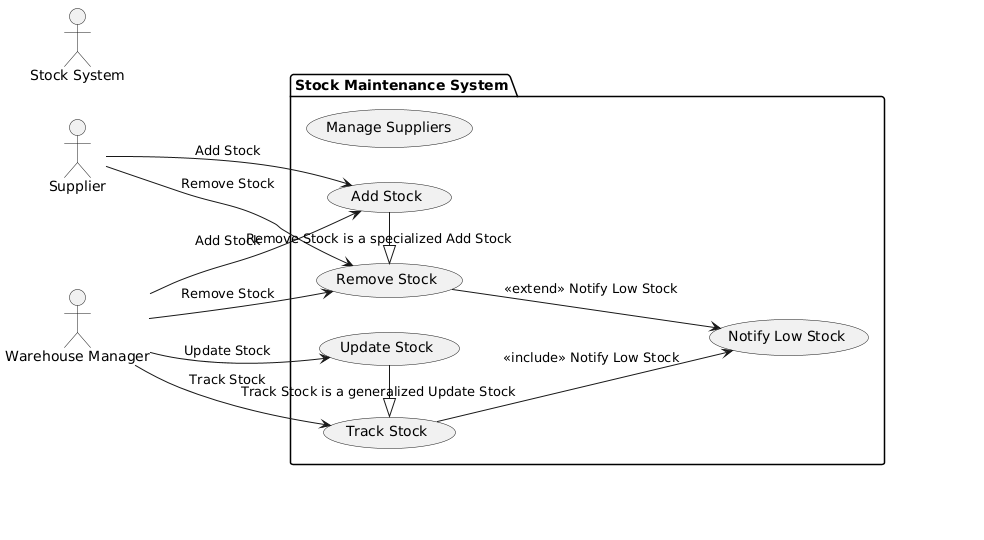 Stock System
Stock Maintenance System
Manage Suppliers
Supplier
Add Stock
Remove Stock
Add Stock
Add Stock
Remove Stock is a specialized Add Stock
Remove Stock
Remove Stock
«extend» Notify Low Stock
Notify Low Stock
Warehouse Manager
Update Stock
Update Stock
«include» Notify Low Stock
Track Stock
Track Stock is a generalized Update Stock
Track Stock